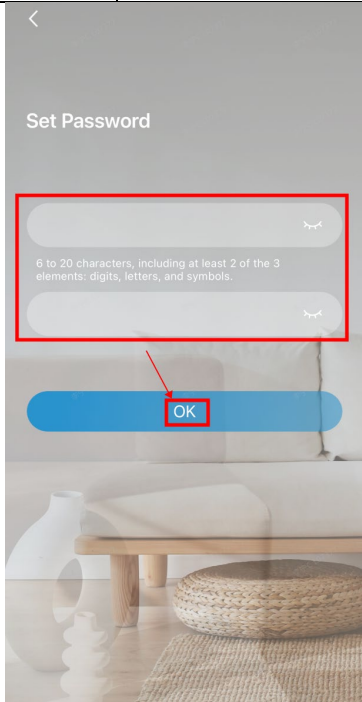 Set Password
6 to 20 characters, including at least 2 of the 3
elements: digits, letters, and symbols.
OK